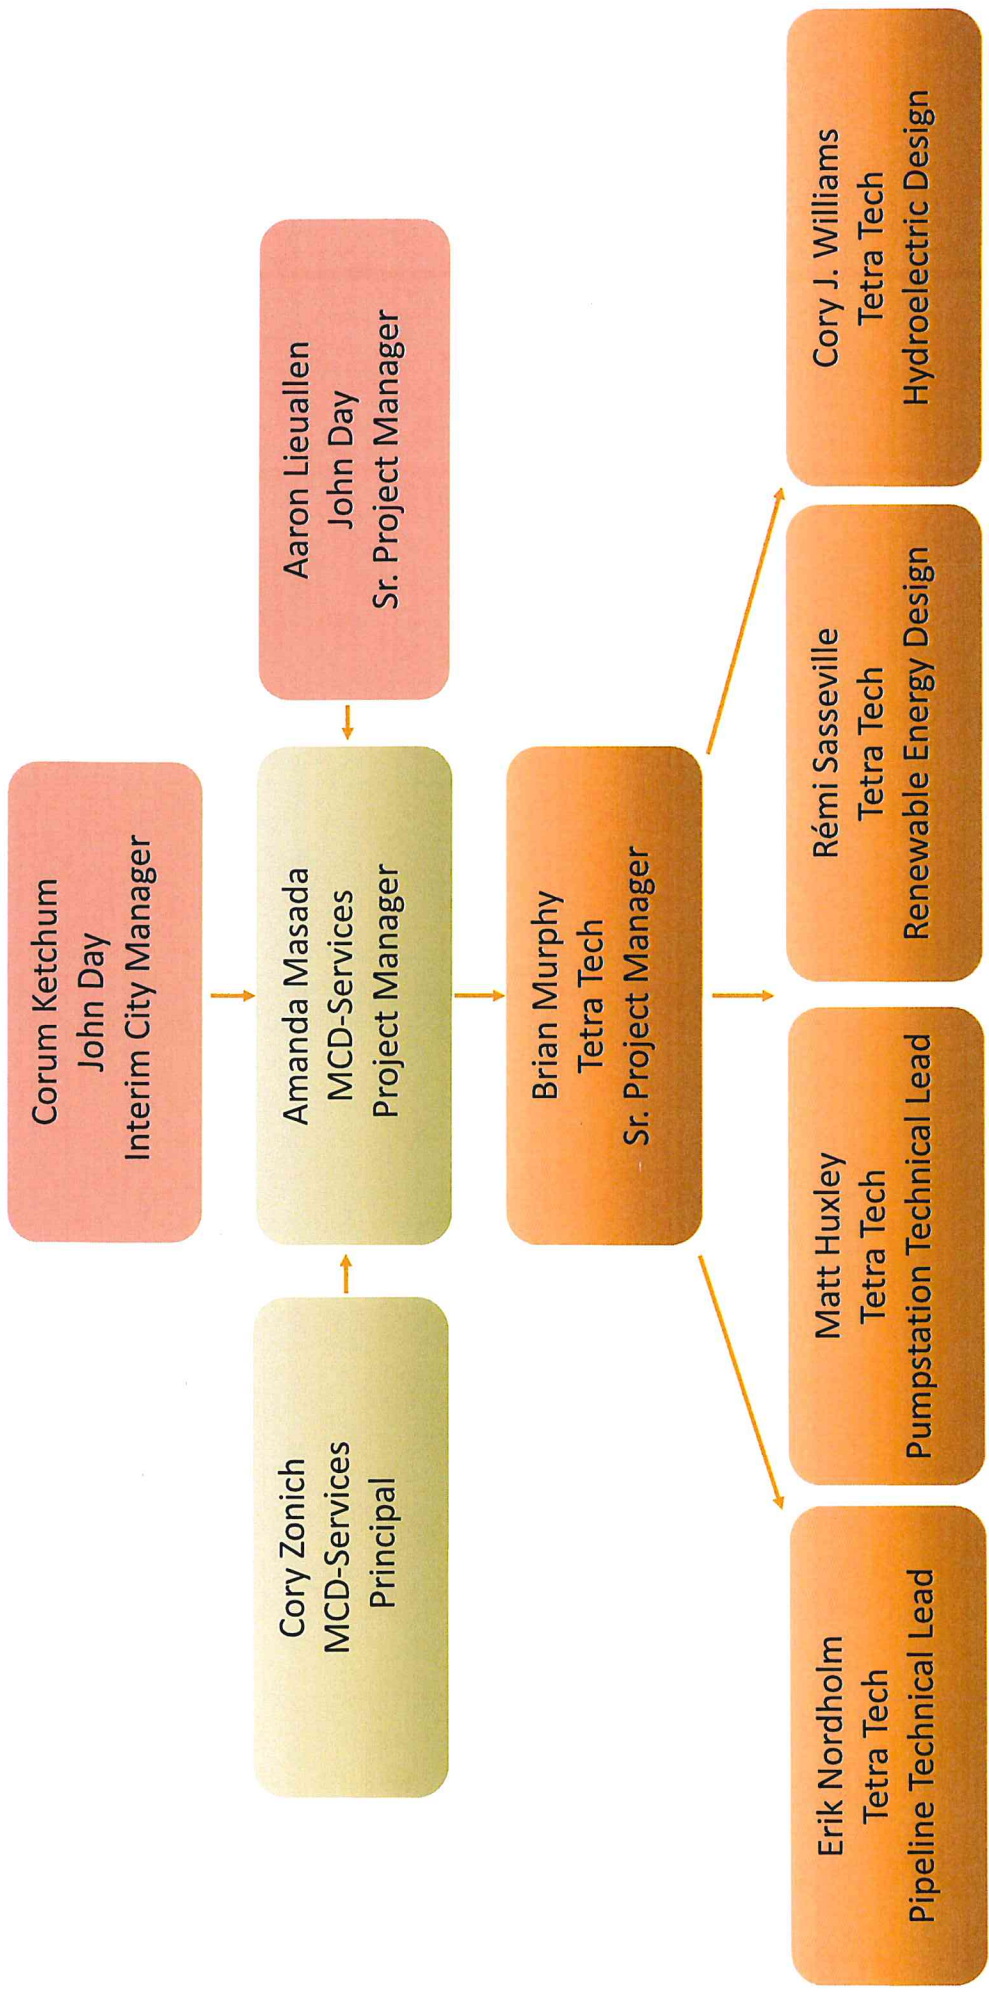 Corum Ketchum
John Day
Interim City Manager
Cory Zonich
MCD-Services
Principal
Amanda Masada
MCD-Services
Project Manager
Aaron Lieuallen
John Day
Sr. Project Manager
Brian Murphy
Tetra Tech
Sr. Project Manager
Erik Nordholm
Tetra Tech
Pipeline Technical Lead
Matt Huxley
Tetra Tech
Pumpstation Technical Lead
Rémi Sasseville
Tetra Tech
Renewable Energy Design
Cory J. Williams
Tetra Tech
Hydroelectric Design